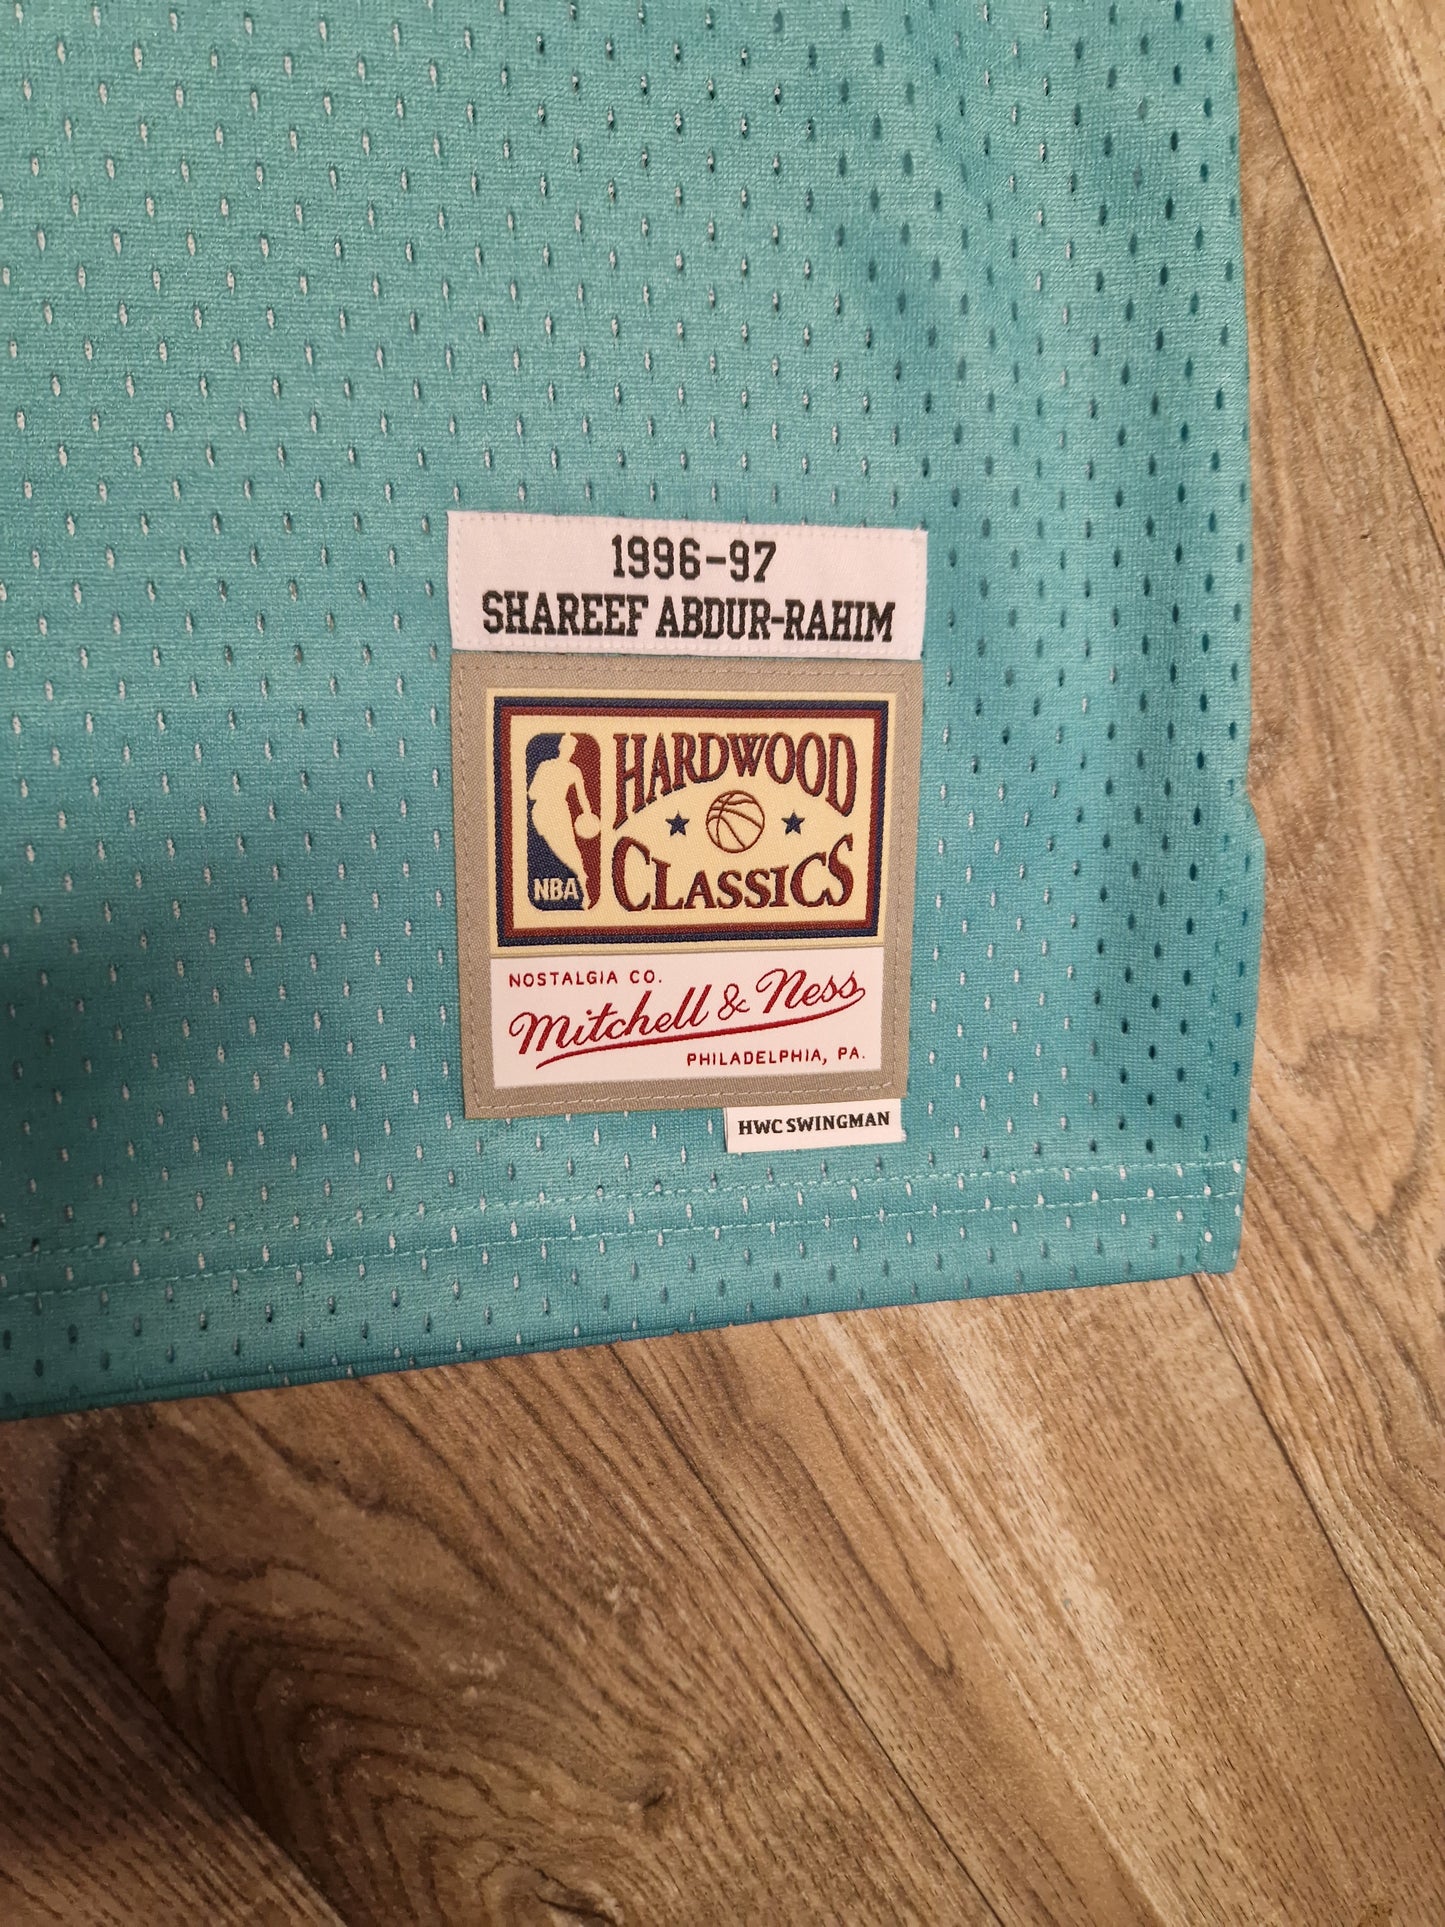 1996-97
SHAREEF ABDUR-RAHIM
HARDWOOD
CLASSICS
NBA
NOSTALGIA CO.
Mitchell & Ness
PHILADELPHIA, PA.
HWC SWINGMAN